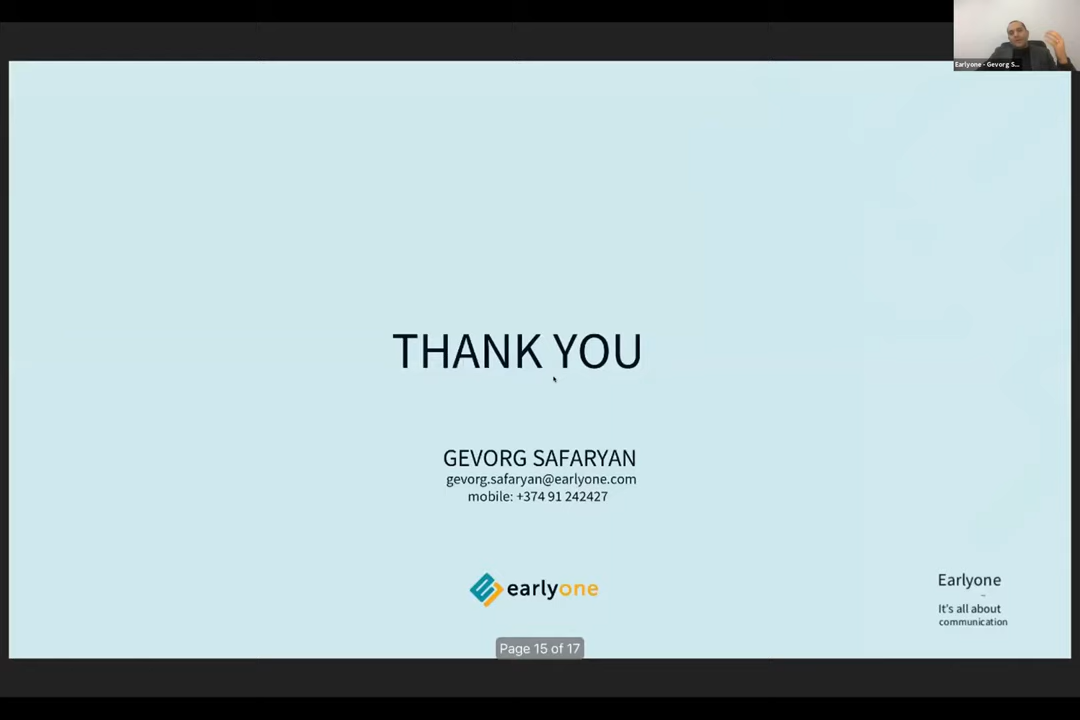 Earlyone - Gevorg S...
THANK YOU
GEVORG SAFARYAN
gevorg.safaryan@earlyone.com
mobile: +374 91 242427
earlyone
Earlyone
~
It's all about
communication
Page 15 of 17